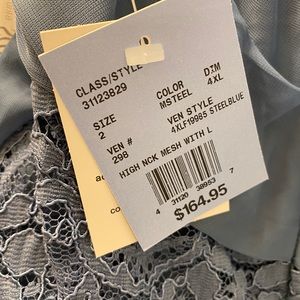 CLASS/STYLE
31123829
COLOR
MSTEEL
DIM
4XL
SIZE
2
VEN STYLE
4XLF19985 STEELBLUE
VEN #
298
HIGH NCK MESH WITH L
4 31120 38953 7
$164.95